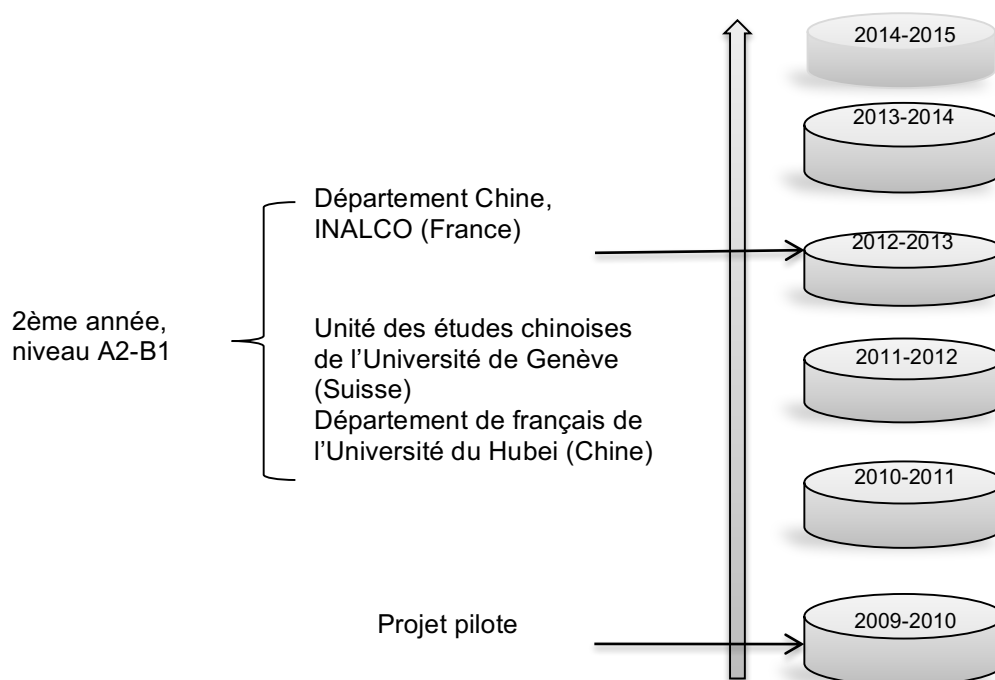 2014-2015
2013-2014
Département Chine,
INALCO (France)
2012-2013
2ème année,
niveau A2-B1
Unité des études chinoises
de l’Université de Genève
(Suisse)
Département de français de
l’Université du Hubei (Chine)
2011-2012
2010-2011
Projet pilote
2009-2010